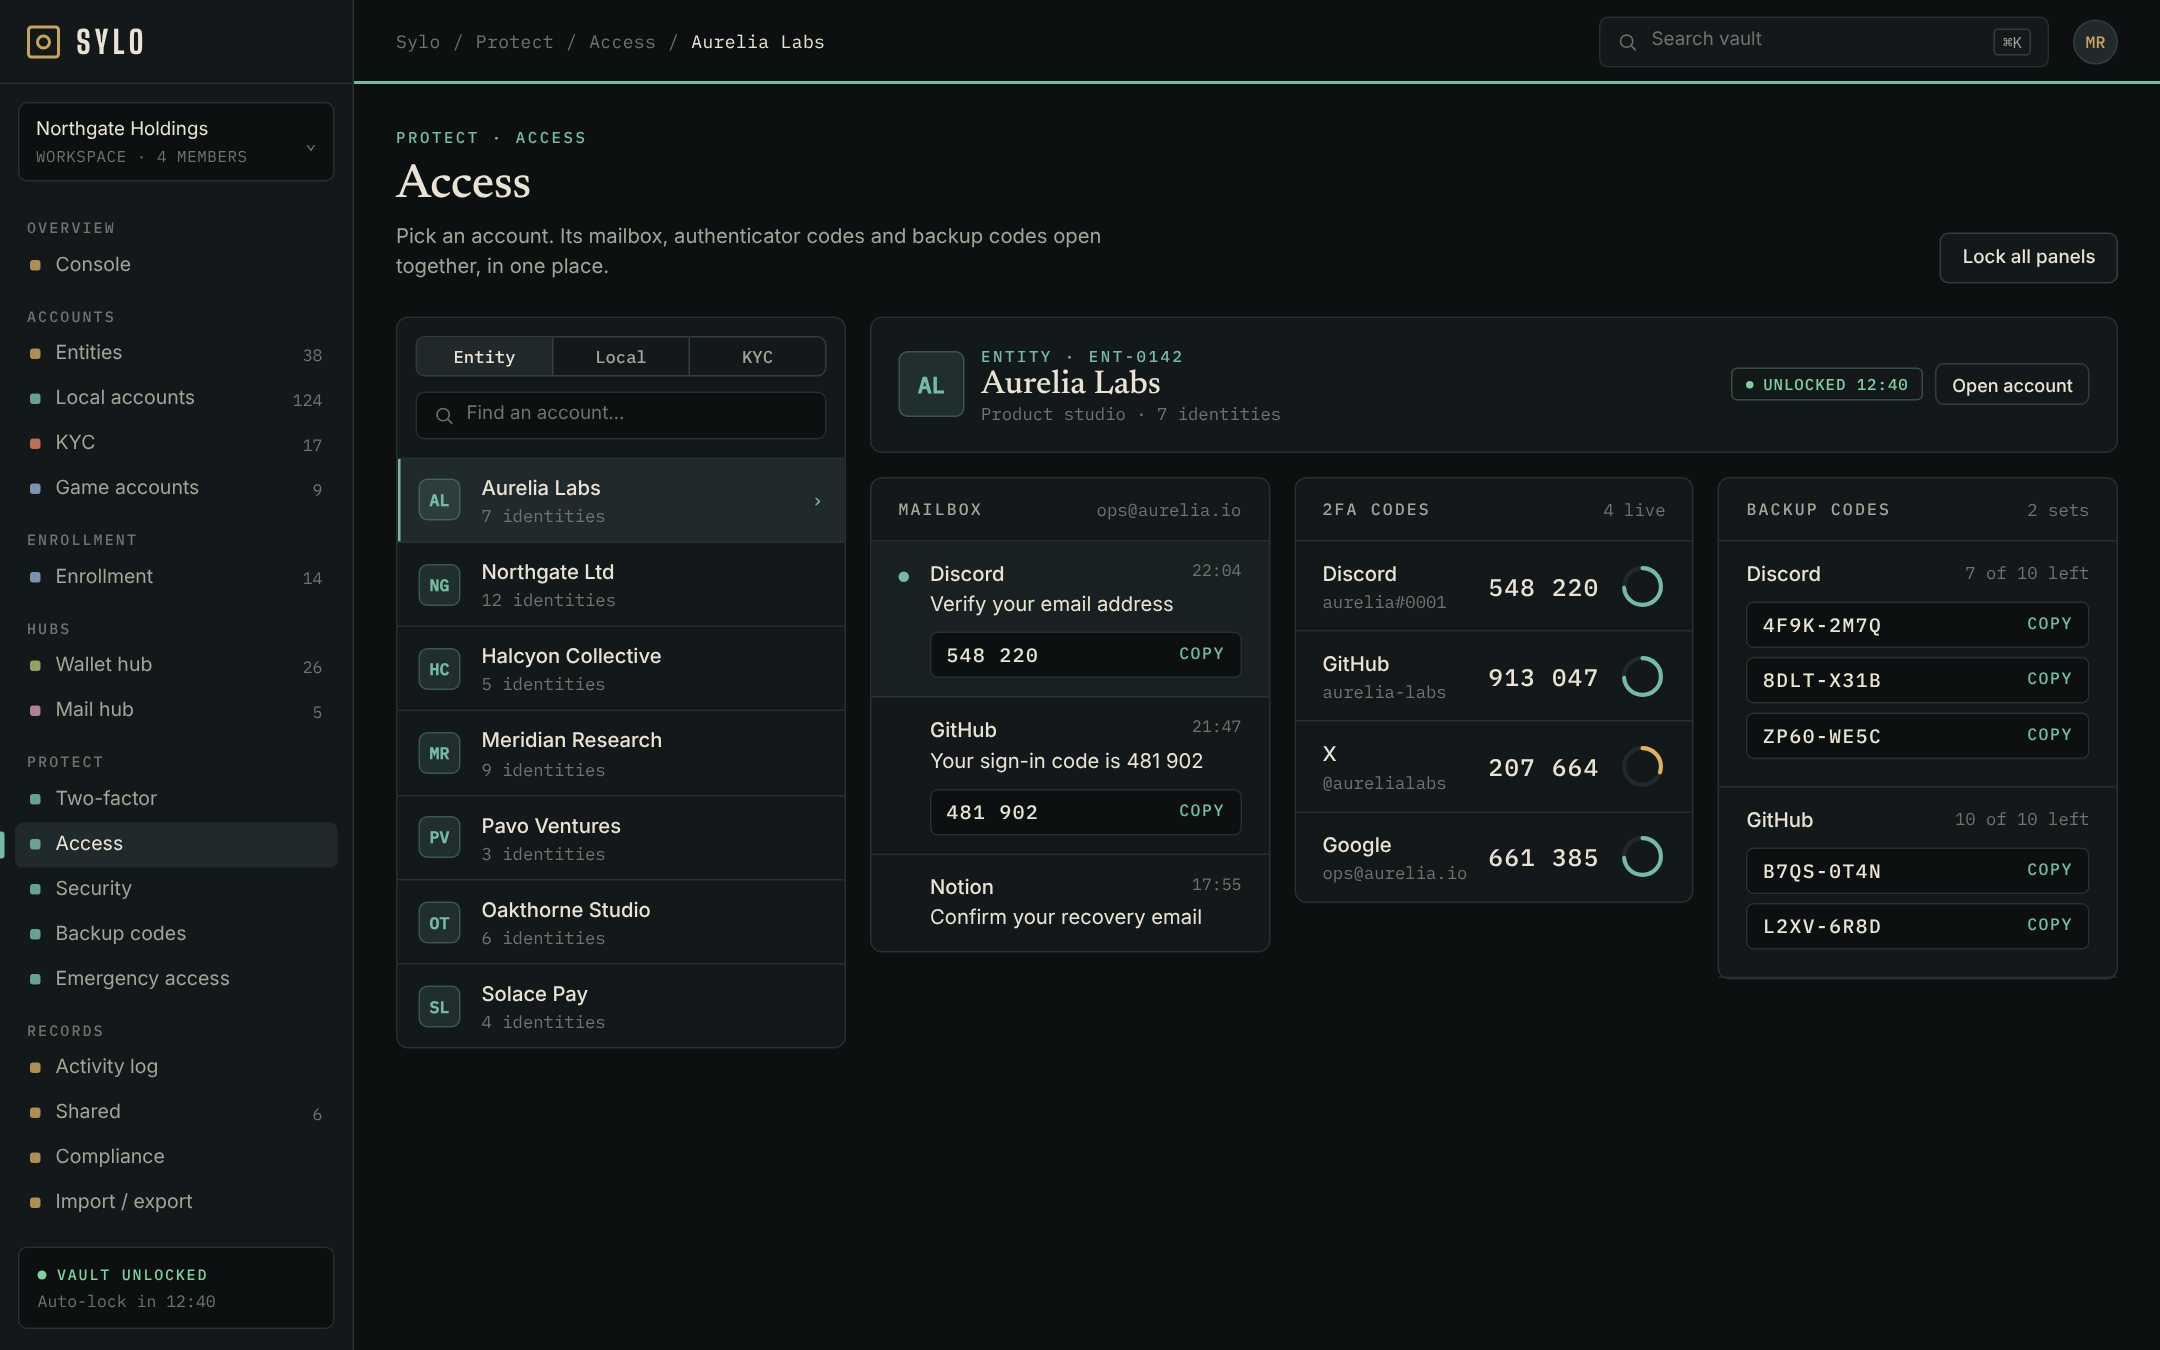 SYLO
Northgate Holdings
WORKSPACE · 4 MEMBERS
OVERVIEW
Console
ACCOUNTS
Entities 38
Local accounts 124
KYC 17
Game accounts 9
ENROLLMENT
Enrollment 14
HUBS
Wallet hub 26
Mail hub 5
PROTECT
Two-factor
Access
Security
Backup codes
Emergency access
RECORDS
Activity log
Shared 6
Compliance
Import / export
VAULT UNLOCKED
Auto-lock in 12:40
Sylo / Protect / Access / Aurelia Labs
Search vault ⌘K
MR
PROTECT · ACCESS
Access
Pick an account. Its mailbox, authenticator codes and backup codes open
together, in one place.
Lock all panels
Entity Local KYC
Find an account...
AL Aurelia Labs
7 identities
NG Northgate Ltd
12 identities
HC Halcyon Collective
5 identities
MR Meridian Research
9 identities
PV Pavo Ventures
3 identities
OT Oakthorne Studio
6 identities
SL Solace Pay
4 identities
AL
ENTITY · ENT-0142
Aurelia Labs
Product studio · 7 identities
UNLOCKED 12:40
Open account
MAILBOX ops@aurelia.io
Discord 22:04
Verify your email address
548 220 COPY
GitHub 21:47
Your sign-in code is 481 902
481 902 COPY
Notion 17:55
Confirm your recovery email
2FA CODES 4 live
Discord 548 220
aurelia#0001
GitHub 913 047
aurelia-labs
X 207 664
@aurelialabs
Google 661 385
ops@aurelia.io
BACKUP CODES 2 sets
Discord 7 of 10 left
4F9K-2M7Q COPY
8DLT-X31B COPY
ZP60-WE5C COPY
GitHub 10 of 10 left
B7QS-0T4N COPY
L2XV-6R8D COPY